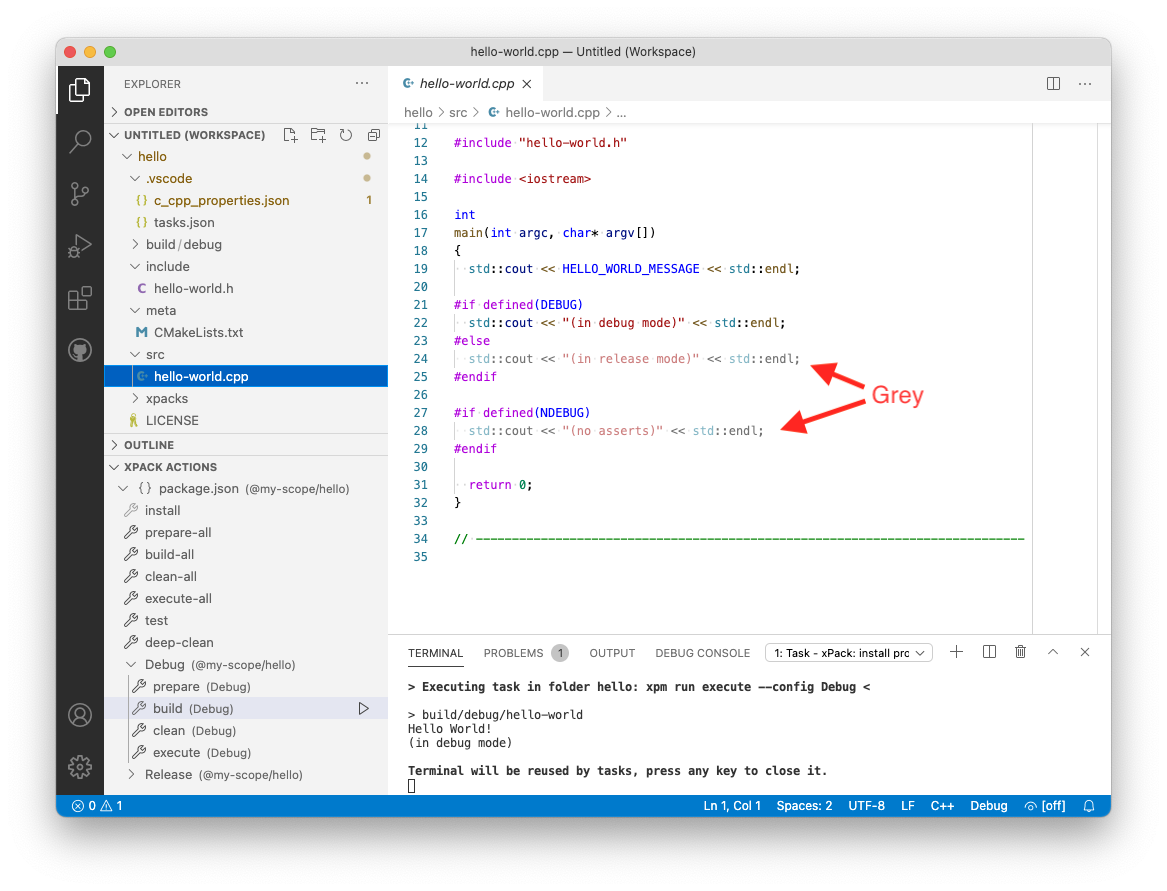 hello-world.cpp — Untitled (Workspace)
EXPLORER
OPEN EDITORS
UNTITLED (WORKSPACE)
hello
.vscode
{} c_cpp_properties.json 1
{} tasks.json
build/debug
include
C hello-world.h
meta
M CMakeLists.txt
src
hello-world.cpp
xpacks
LICENSE
OUTLINE
XPACK ACTIONS
{} package.json (@my-scope/hello)
install
prepare-all
build-all
clean-all
execute-all
test
deep-clean
Debug (@my-scope/hello)
prepare (Debug)
build (Debug)
clean (Debug)
execute (Debug)
Release (@my-scope/hello)
hello-world.cpp
hello > src > hello-world.cpp > ...
11
12 #include "hello-world.h"
13
14 #include <iostream>
15
16 int
17 main(int argc, char* argv[])
18 {
19 std::cout << HELLO_WORLD_MESSAGE << std::endl;
20
21 #if defined(DEBUG)
22 std::cout << "(in debug mode)" << std::endl;
23 #else
24 std::cout << "(in release mode)" << std::endl;
25 #endif
26
27 #if defined(NDEBUG)
28 std::cout << "(no asserts)" << std::endl;
29 #endif
30
31 return 0;
32 }
33
34 // ----------------------------------------------------------------------------
35
Grey
TERMINAL PROBLEMS 1 OUTPUT DEBUG CONSOLE 1: Task - xPack: install prc
> Executing task in folder hello: xpm run execute --config Debug <
> build/debug/hello-world
Hello World!
(in debug mode)
Terminal will be reused by tasks, press any key to close it.
0 1 Ln 1, Col 1 Spaces: 2 UTF-8 LF C++ Debug [off]